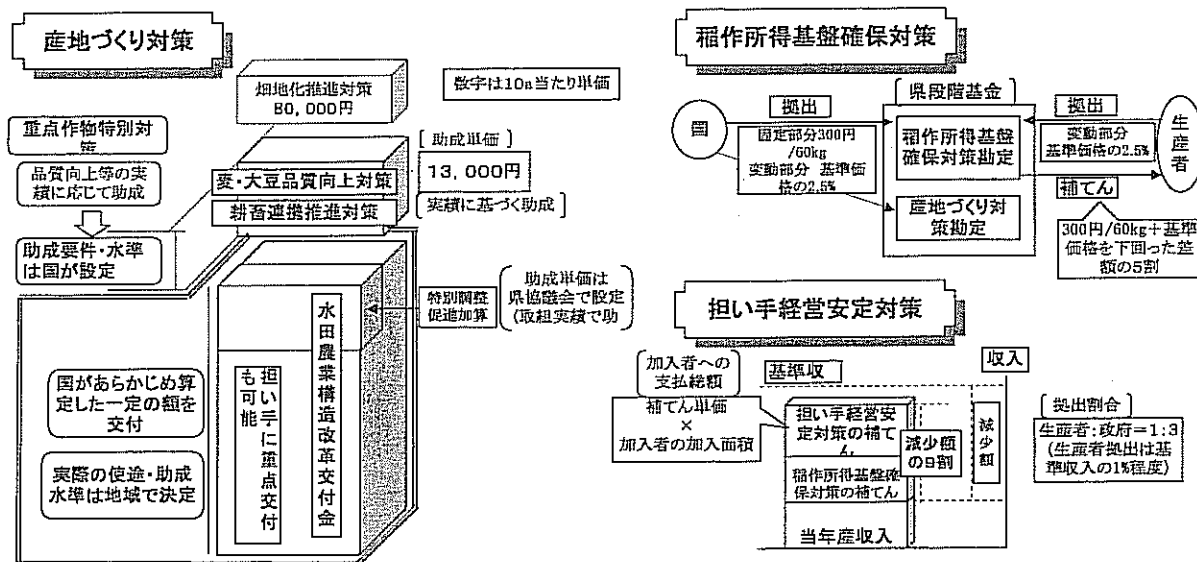 産地づくり対策
畑地化推進対策
80,000円
数字は10a当たり単価
重点作物特別対
策
品質向上等の実
績に応じて助成
助成要件・水準
は国が設定
麦・大豆品質向上対策
耕畜連携推進対策
助成単価
13,000円
実績に基づく助成
特別調整
促進加算
助成単価は
県協議会で設定
(取組実績で助
水田農業構造改革交付金
担い手に重点交付
も可能
国があらかじめ算
定した一定の額を
交付
実際の使途・助成
水準は地域で決定
稲作所得基盤確保対策
国
拠出
固定部分300円
/60kg
変動部分 基準価
格の2.5%
県段階基金
稲作所得基盤
確保対策勘定
産地づくり対
策勘定
拠出
変動部分
基準価格の2.5%
生産者
補てん
300円/60kg+基準
価格を下回った差
額の5割
担い手経営安定対策
加入者への
支払総額
補てん単価
×
加入者の加入面積
基準収
収入
担い手経営安
定対策の補て
ん
稲作所得基盤確
保対策の補てん
当年産収入
減少額
の9割
減少額
拠出割合
生産者:政府=1:3
(生産者拠出は基
準収入の1%程度)